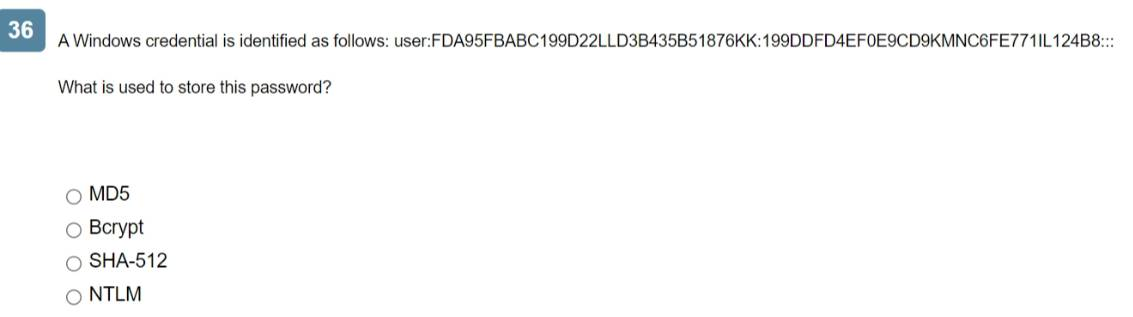 36
A Windows credential is identified as follows: user:FDA95FBABC199D22LLD3B435B51876KK:199DDFD4EF0E9CD9KMNC6FE771IL124B8:::
What is used to store this password?
MD5
Bcrypt
SHA-512
NTLM